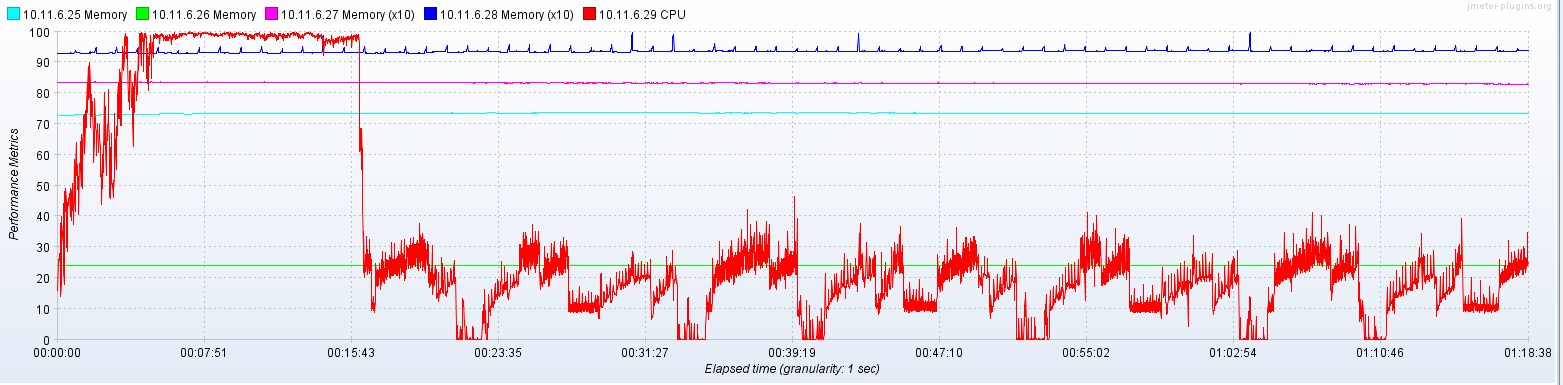 jmeter-plugins.org
10.11.6.25 Memory 10.11.6.26 Memory 10.11.6.27 Memory (x10) 10.11.6.28 Memory (x10) 10.11.6.29 CPU
Performance Metrics
100
90
80
70
60
50
40
30
20
10
0
00:00:00 00:07:51 00:15:43 00:23:35 00:31:27 00:39:19 00:47:10 00:55:02 01:02:54 01:10:46 01:18:38
Elapsed time (granularity: 1 sec)